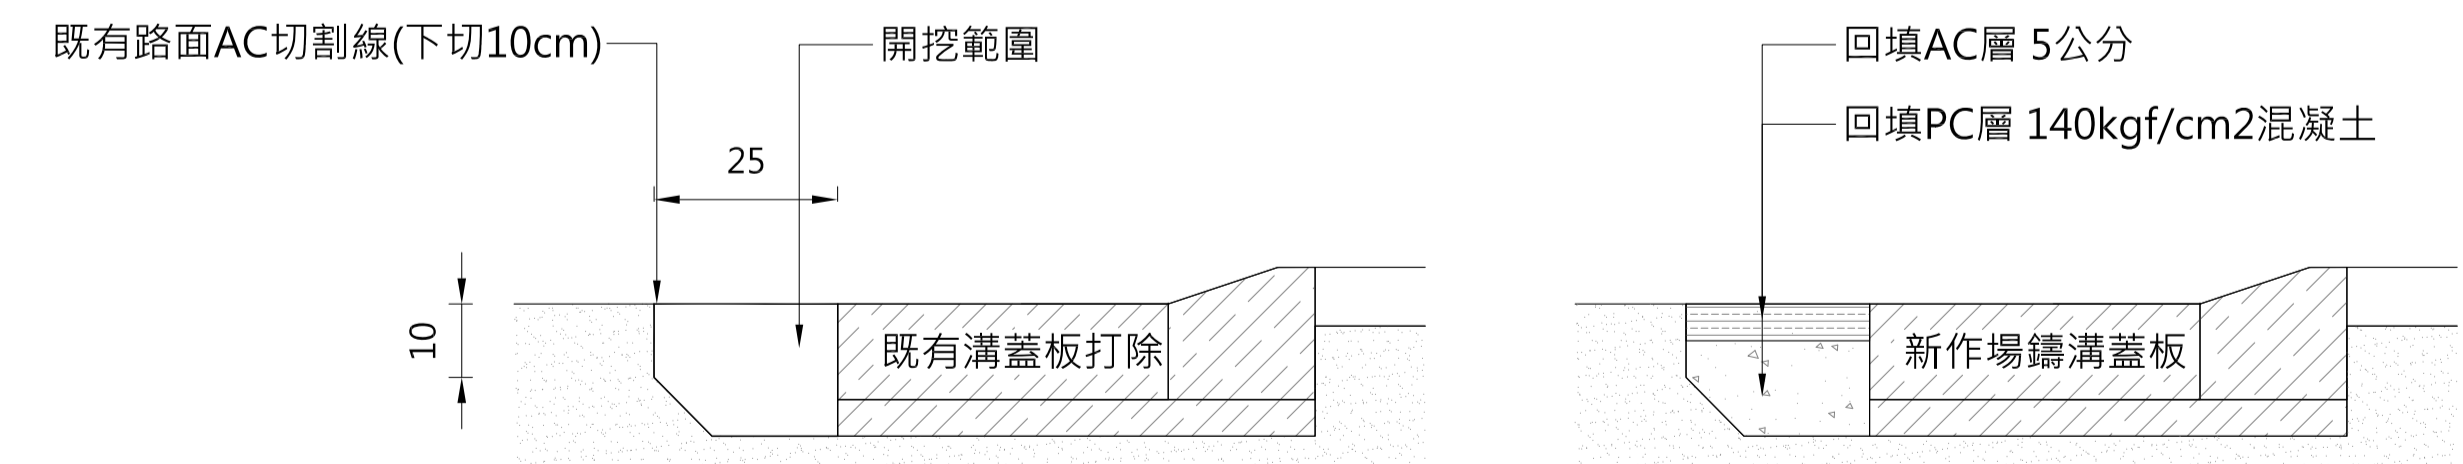 既有路面AC切割線(下切10cm)
開挖範圍
25
10
既有溝蓋板打除
回填AC層 5公分
回填PC層 140kgf/cm2混凝土
新作場鑄溝蓋板